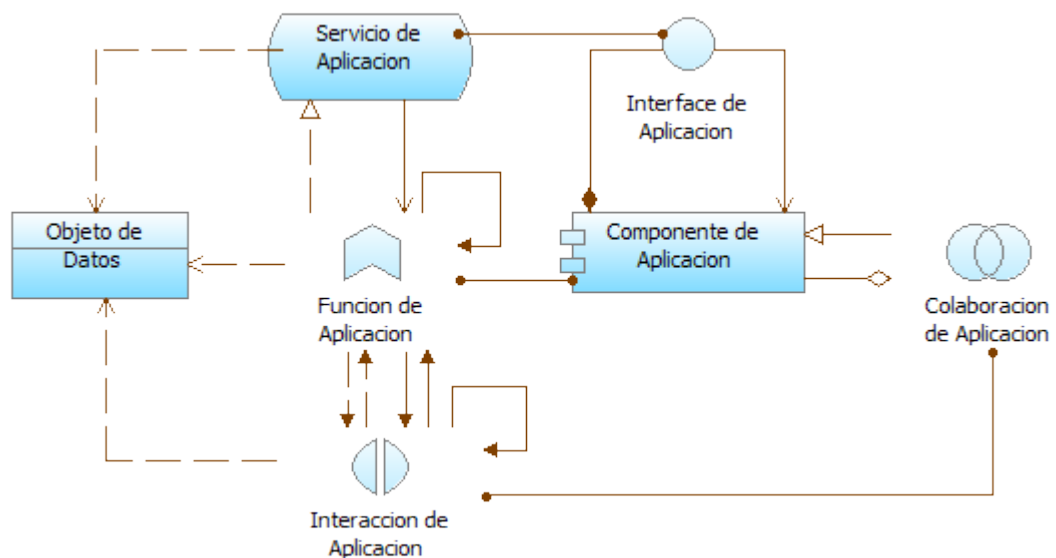 Servicio de
Aplicacion
Interface de
Aplicacion
Objeto de
Datos
Componente de
Aplicacion
Funcion de
Aplicacion
Colaboracion
de Aplicacion
Interaccion de
Aplicacion